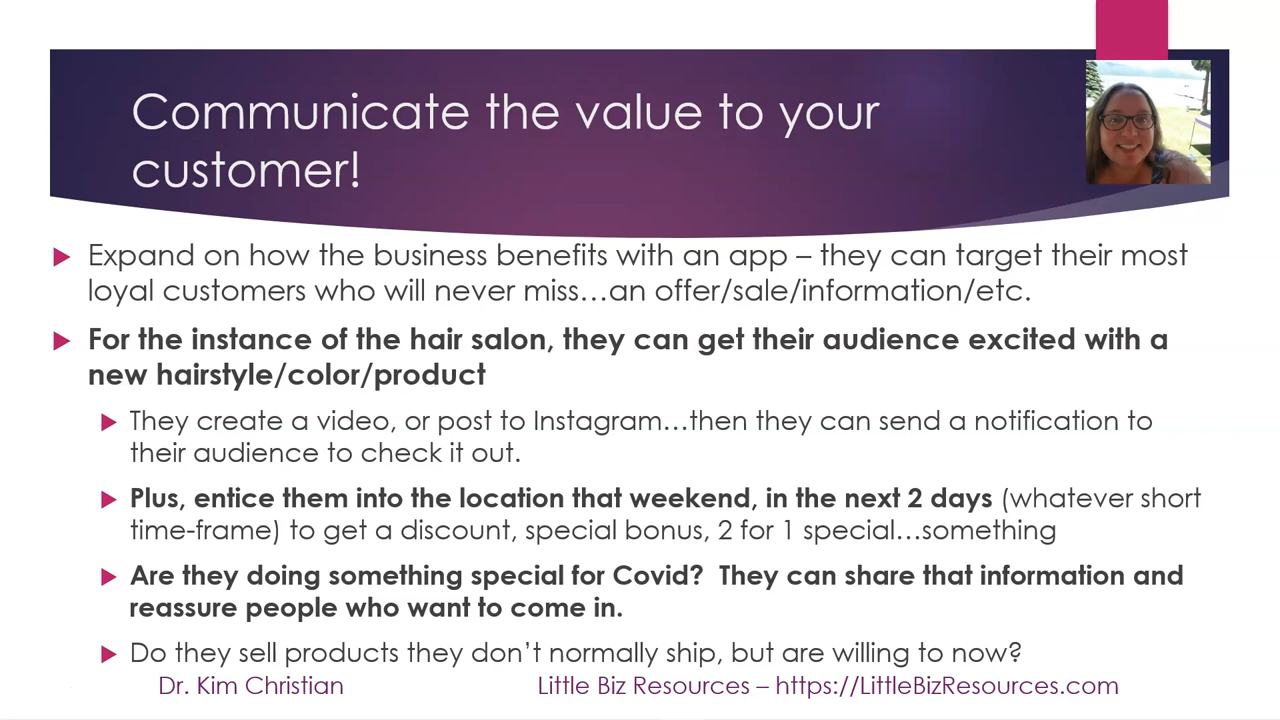 Communicate the value to your
customer!
Expand on how the business benefits with an app – they can target their most
loyal customers who will never miss…an offer/sale/information/etc.
For the instance of the hair salon, they can get their audience excited with a
new hairstyle/color/product
They create a video, or post to Instagram…then they can send a notification to
their audience to check it out.
Plus, entice them into the location that weekend, in the next 2 days (whatever short
time-frame) to get a discount, special bonus, 2 for 1 special…something
Are they doing something special for Covid?  They can share that information and
reassure people who want to come in.
Do they sell products they don’t normally ship, but are willing to now?
Dr. Kim Christian Little Biz Resources – https://LittleBizResources.com